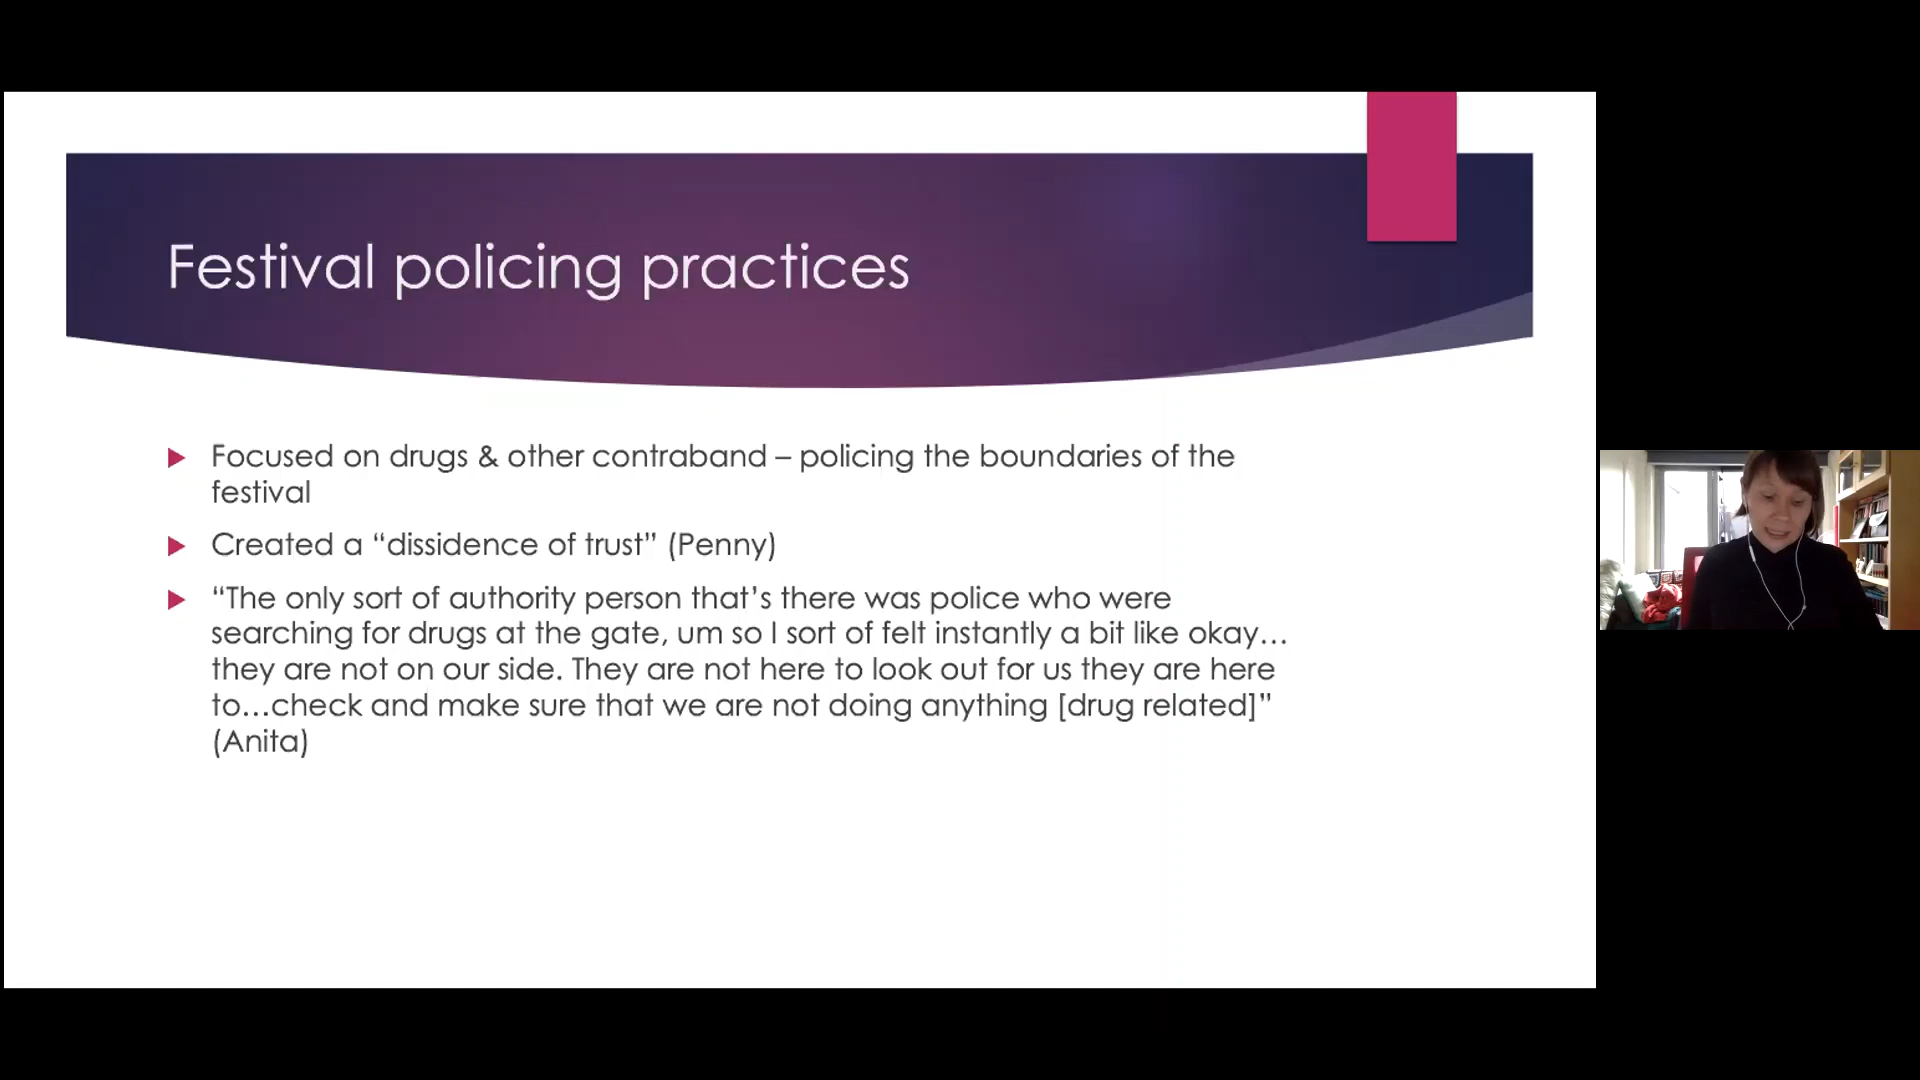 Festival policing practices
Focused on drugs & other contraband – policing the boundaries of the
festival
Created a “dissidence of trust” (Penny)
“The only sort of authority person that’s there was police who were
searching for drugs at the gate, um so I sort of felt instantly a bit like okay…
they are not on our side. They are not here to look out for us they are here
to…check and make sure that we are not doing anything [drug related]”
(Anita)